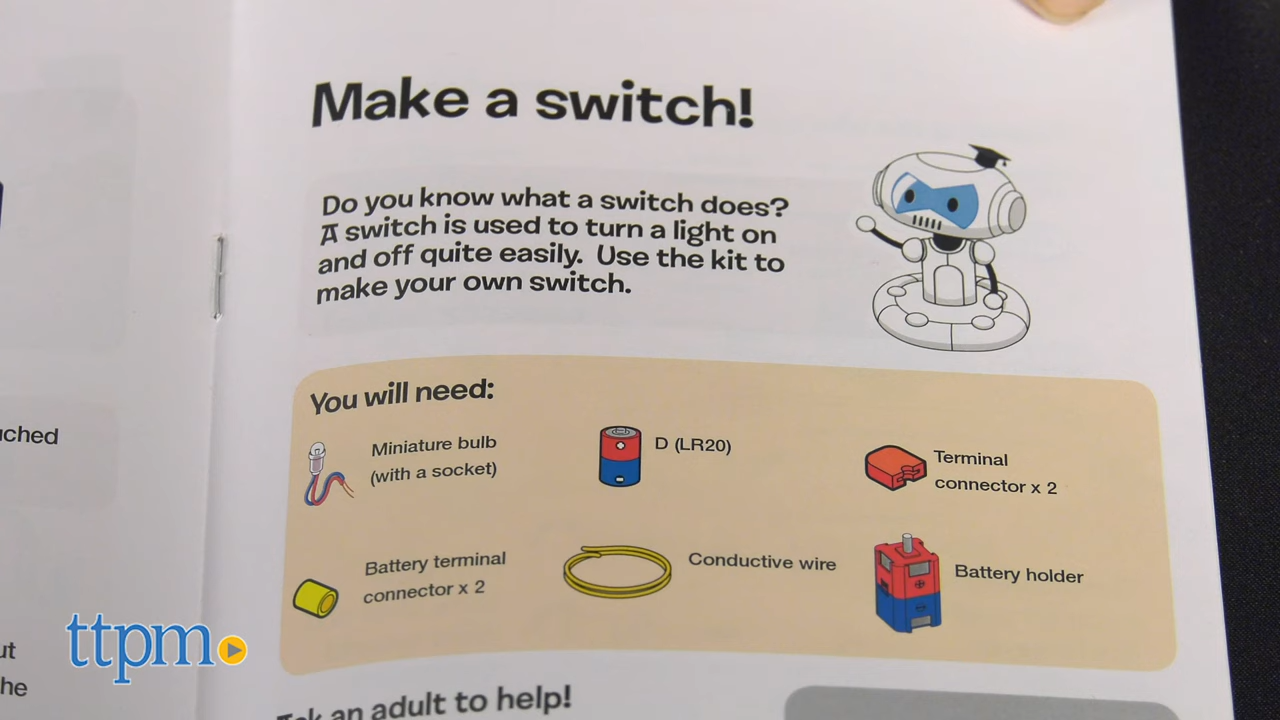 Make a switch!
Do you know what a switch does?
A switch is used to turn a light on
and off quite easily. Use the kit to
make your own switch.
You will need:
Miniature bulb
(with a socket)
D (LR20)
Terminal
connector x 2
Battery terminal
connector x 2
Conductive wire
Battery holder
an adult to help!
ttpm